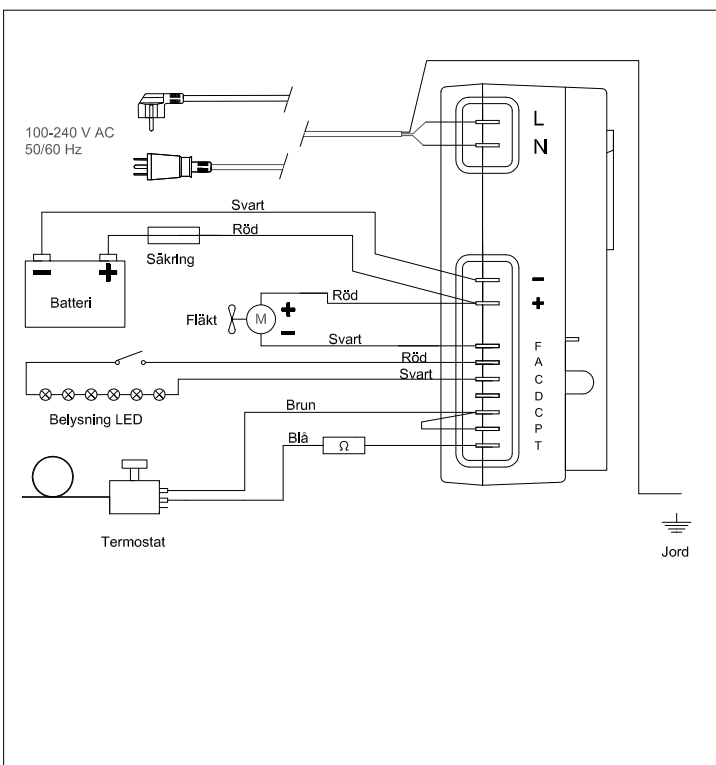 L
N
100-240 V AC
50/60 Hz
Svart
Röd
Säkring
Batteri
Röd
Fläkt
M
Svart
F
Röd
A
Svart
C
D
Belysning LED
Brun
C
P
Blå
Ω
T
Termostat
Jord